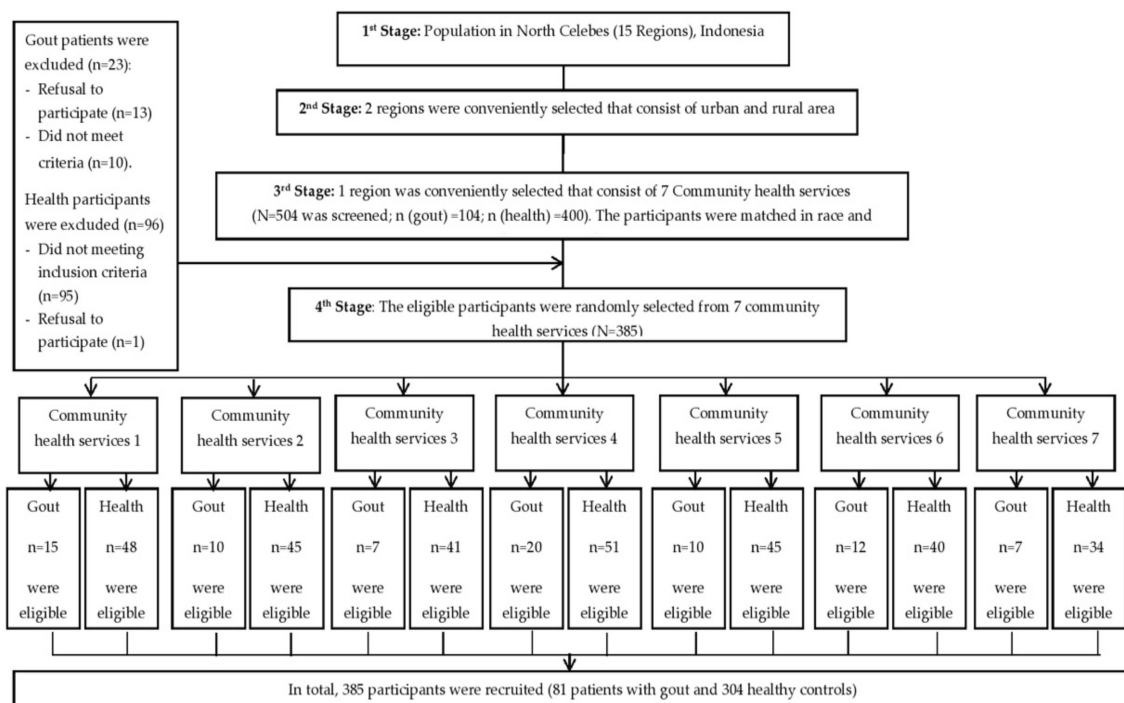 Gout patients were
excluded (n=23):
- Refusal to
participate (n=13)
- Did not meet
criteria (n=10).
Health participants
were excluded (n=96)
- Did not meeting
inclusion criteria
(n=95)
- Refusal to
participate (n=1)
1st Stage: Population in North Celebes (15 Regions), Indonesia
2nd Stage: 2 regions were conveniently selected that consist of urban and rural area
3rd Stage: 1 region was conveniently selected that consist of 7 Community health services
(N=504 was screened; n (gout) =104; n (health) =400). The participants were matched in race and
4th Stage: The eligible participants were randomly selected from 7 community
health services (N=385)
Community
health services 1
Community
health services 2
Community
health services 3
Community
health services 4
Community
health services 5
Community
health services 6
Community
health services 7
Gout
n=15
were
eligible
Health
n=48
were
eligible
Gout
n=10
were
eligible
Health
n=45
were
eligible
Gout
n=7
were
eligible
Health
n=41
were
eligible
Gout
n=20
were
eligible
Health
n=51
were
eligible
Gout
n=10
were
eligible
Health
n=45
were
eligible
Gout
n=12
were
eligible
Health
n=40
were
eligible
Gout
n=7
were
eligible
Health
n=34
were
eligible
In total, 385 participants were recruited (81 patients with gout and 304 healthy controls)